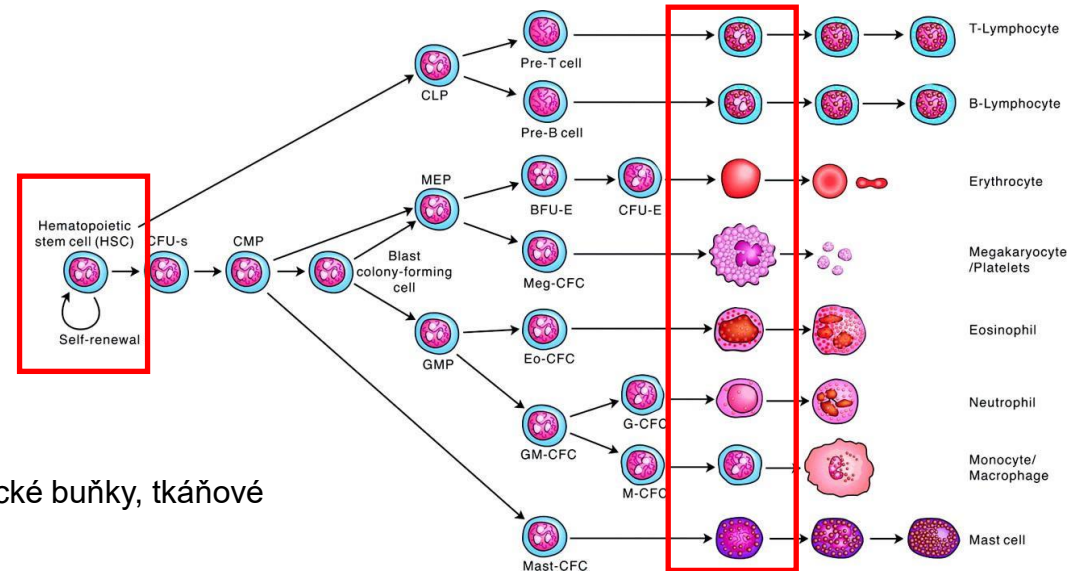 T-Lymphocyte
Pre-T cell
CLP
B-Lymphocyte
Pre-B cell
MEP
Erythrocyte
BFU-E
CFU-E
Hematopoietic
stem cell (HSC)
CFU-s
CMP
Blast
colony-forming
cell
Megakaryocyte
/Platelets
Meg-CFC
Self-renewal
Eosinophil
GMP
Eo-CFC
Neutrophil
G-CFC
GM-CFC
Monocyte/
Macrophage
M-CFC
cké buňky, tkáňové
Mast cell
Mast-CFC